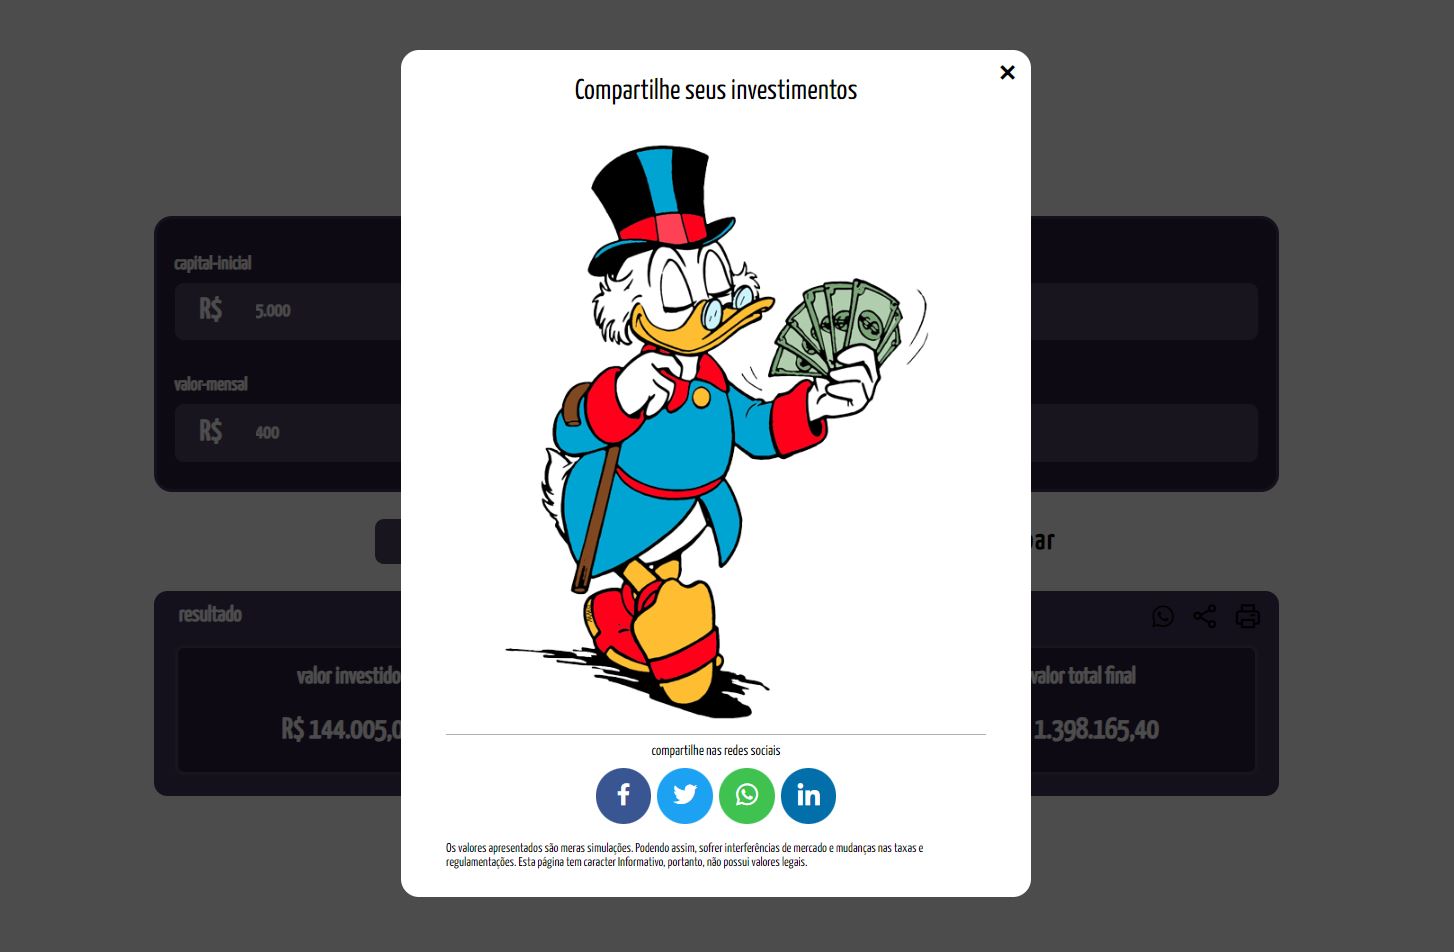 Compartilhe seus investimentos
capital-inicial
R$ 5.000
valor-mensal
R$ 400
resultado
valor investido
valor total final
R$ 144.005,0
1.398.165,40
compartilhe nas redes sociais
Os valores apresentados são meras simulações. Podendo assim, sofrer interferências de mercado e mudanças nas taxas e
regulamentações. Esta página tem caracter Informativo, portanto, não possui valores legais.